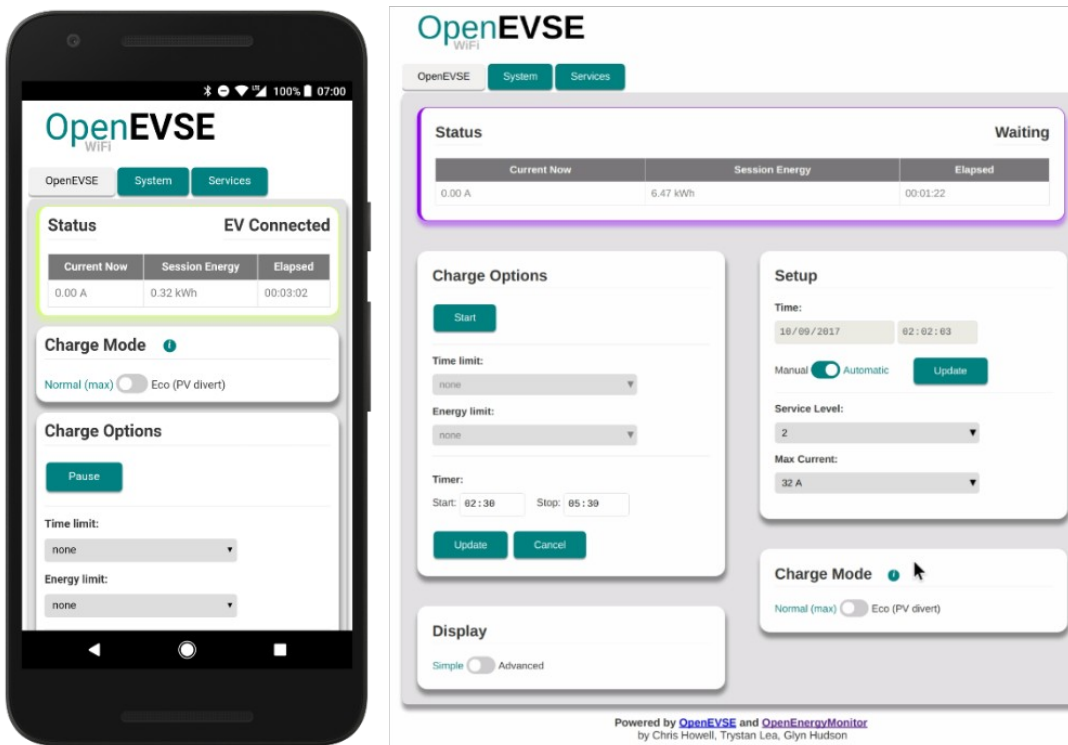 100% 07:00
OpenEVSE
WiFi
OpenEVSE System Services
Status EV Connected
Current Now Session Energy Elapsed
0.00 A 0.32 kWh 00:03:02
Charge Mode i
Normal (max) Eco (PV divert)
Charge Options
Pause
Time limit:
none
Energy limit:
none
OpenEVSE
WiFi
OpenEVSE System Services
Status Waiting
Current Now Session Energy Elapsed
0.00 A 6.47 kWh 00:01:22
Charge Options
Start
Time limit:
none
Energy limit:
none
Timer:
Start: 02:30 Stop: 05:30
Update Cancel
Display
Simple Advanced
Setup
Time:
10/09/2017 02:02:03
Manual Automatic Update
Service Level:
2
Max Current:
32 A
Charge Mode i
Normal (max) Eco (PV divert)
Powered by OpenEVSE and OpenEnergyMonitor
by Chris Howell, Trystan Lea, Glyn Hudson